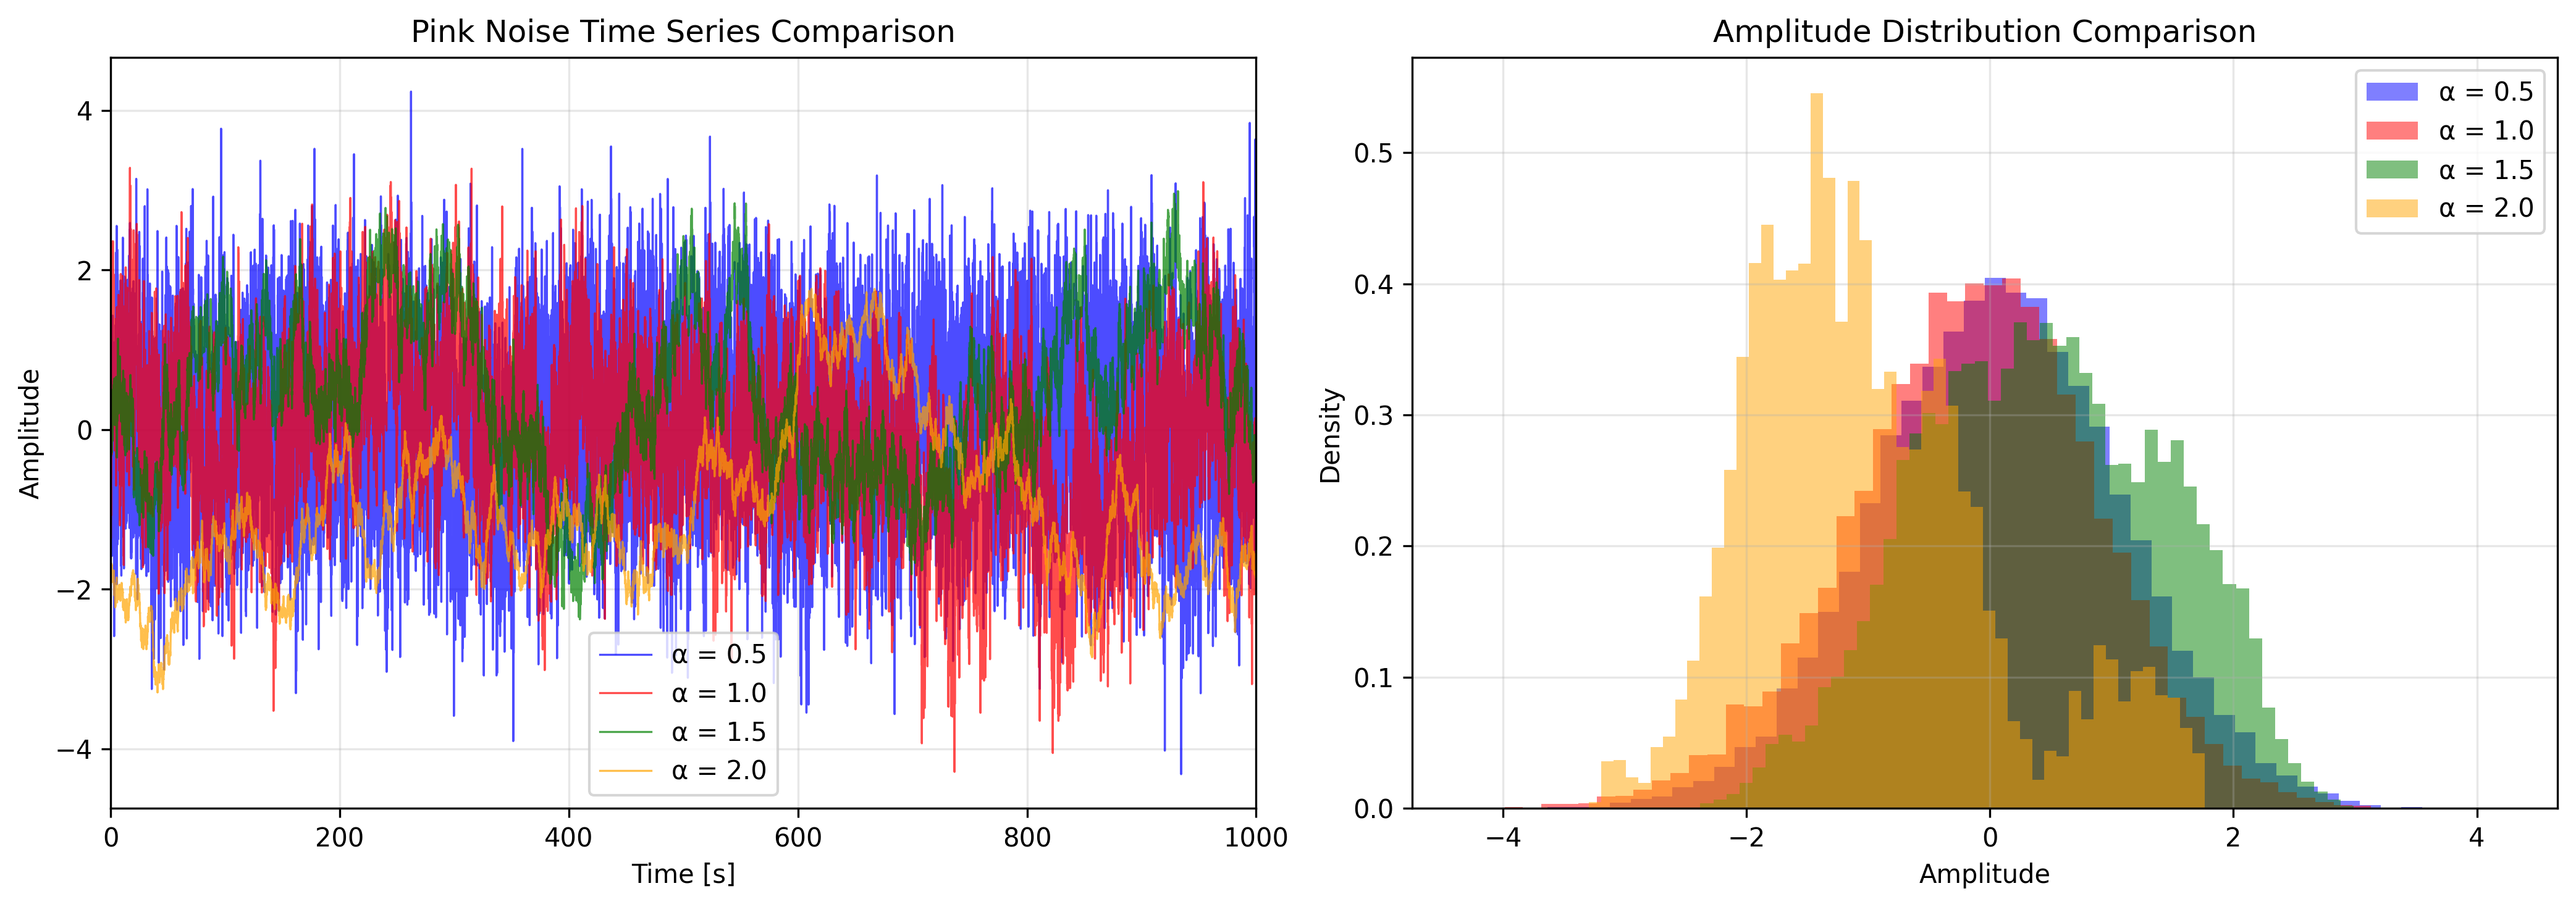 Pink Noise Time Series Comparison
Amplitude
4
2
0
−2
−4
α = 0.5
α = 1.0
α = 1.5
α = 2.0
0 200 400 600 800 1000
Time [s]
Amplitude Distribution Comparison
Density
0.5
0.4
0.3
0.2
0.1
0.0
α = 0.5
α = 1.0
α = 1.5
α = 2.0
−4 −2 0 2 4
Amplitude